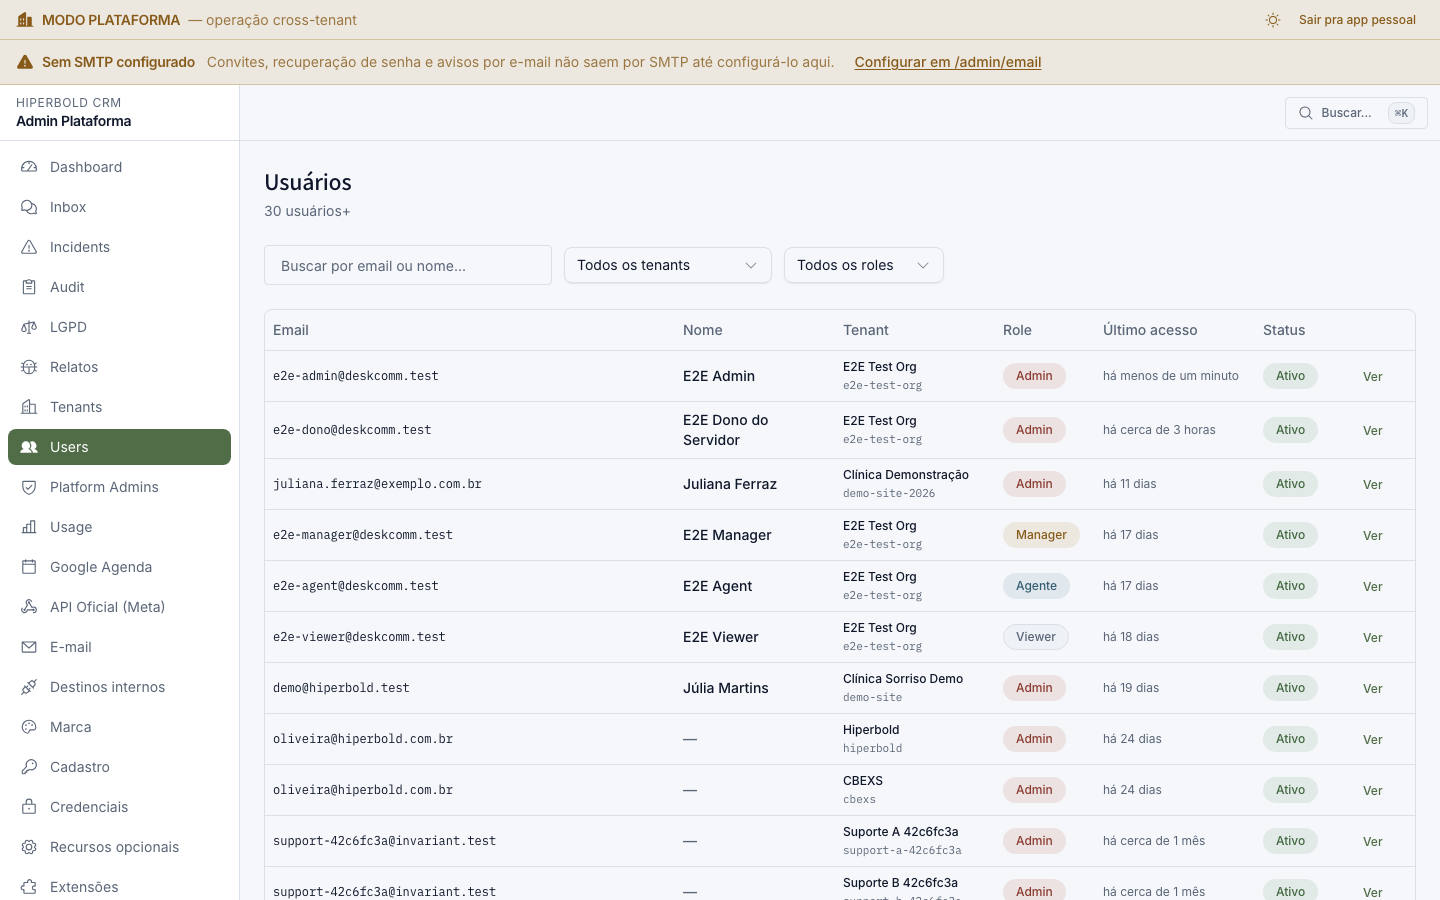 MODO PLATAFORMA — operação cross-tenant
Sair pra app pessoal
Sem SMTP configurado Convites, recuperação de senha e avisos por e-mail não saem por SMTP até configurá-lo aqui. Configurar em /admin/email
HIPERBOLD CRM
Admin Plataforma
Buscar... ⌘K
Dashboard
Inbox
Incidents
Audit
LGPD
Relatos
Tenants
Users
Platform Admins
Usage
Google Agenda
API Oficial (Meta)
E-mail
Destinos internos
Marca
Cadastro
Credenciais
Recursos opcionais
Extensões
Usuários
30 usuários+
Buscar por email ou nome...
Todos os tenants
Todos os roles
Email Nome Tenant Role Último acesso Status
e2e-admin@deskcomm.test E2E Admin E2E Test Org Admin há menos de um minuto Ativo Ver
e2e-test-org
e2e-dono@deskcomm.test E2E Dono do Servidor E2E Test Org Admin há cerca de 3 horas Ativo Ver
e2e-test-org
juliana.ferraz@exemplo.com.br Juliana Ferraz Clínica Demonstração Admin há 11 dias Ativo Ver
demo-site-2026
e2e-manager@deskcomm.test E2E Manager E2E Test Org Manager há 17 dias Ativo Ver
e2e-test-org
e2e-agent@deskcomm.test E2E Agent E2E Test Org Agente há 17 dias Ativo Ver
e2e-test-org
e2e-viewer@deskcomm.test E2E Viewer E2E Test Org Viewer há 18 dias Ativo Ver
e2e-test-org
demo@hiperbold.test Júlia Martins Clínica Sorriso Demo Admin há 19 dias Ativo Ver
demo-site
oliveira@hiperbold.com.br — Hiperbold Admin há 24 dias Ativo Ver
hiperbold
oliveira@hiperbold.com.br — CBEXS Admin há 24 dias Ativo Ver
cbexs
support-42c6fc3a@invariant.test — Suporte A 42c6fc3a Admin há cerca de 1 mês Ativo Ver
support-a-42c6fc3a
support-42c6fc3a@invariant.test — Suporte B 42c6fc3a Admin há cerca de 1 mês Ativo Ver